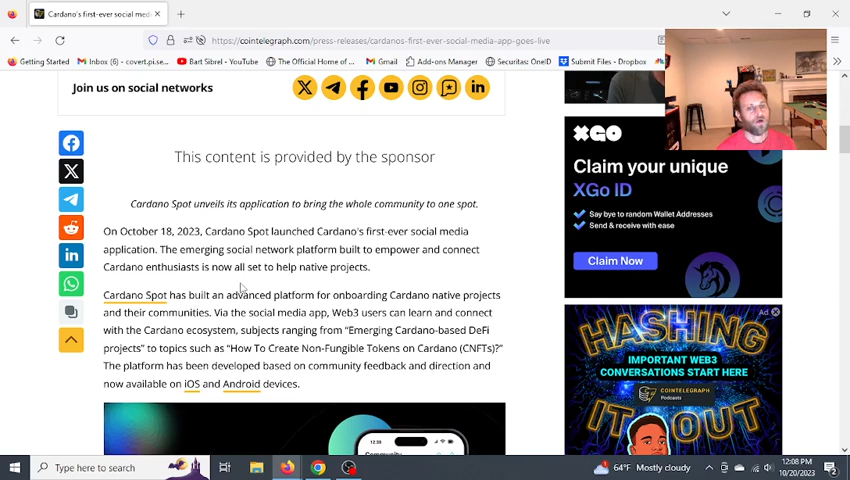 Cardano's first-ever social medi
https://cointelegraph.com/press-releases/cardanos-first-ever-social-media-app-goes-live
Getting Started
Inbox (6) - covert.pi.se
Bart Sibrel - YouTube
The Official Home of ...
Gmail
Add-ons Manager
Securitas: OneID
Submit Files - Dropbox
Join us on social networks
This content is provided by the sponsor
Cardano Spot unveils its application to bring the whole community to one spot.
On October 18, 2023, Cardano Spot launched Cardano's first-ever social media
application. The emerging social network platform built to empower and connect
Cardano enthusiasts is now all set to help native projects.
Cardano Spot has built an advanced platform for onboarding Cardano native projects
and their communities. Via the social media app, Web3 users can learn and connect
with the Cardano ecosystem, subjects ranging from “Emerging Cardano-based DeFi
projects” to topics such as “How To Create Non-Fungible Tokens on Cardano (CNFTs)?”
The platform has been developed based on community feedback and direction and
now available on iOS and Android devices.
12:30
Community
XGO
Claim your unique
XGo ID
Say bye to random Wallet Addresses
Send & receive with ease
Claim Now
Ad
HASHING
IMPORTANT WEB3
CONVERSATIONS START HERE
COINTELEGRAPH
Podcasts
IT OUT
Type here to search
64°F Mostly cloudy
12:08 PM
10/20/2023
2